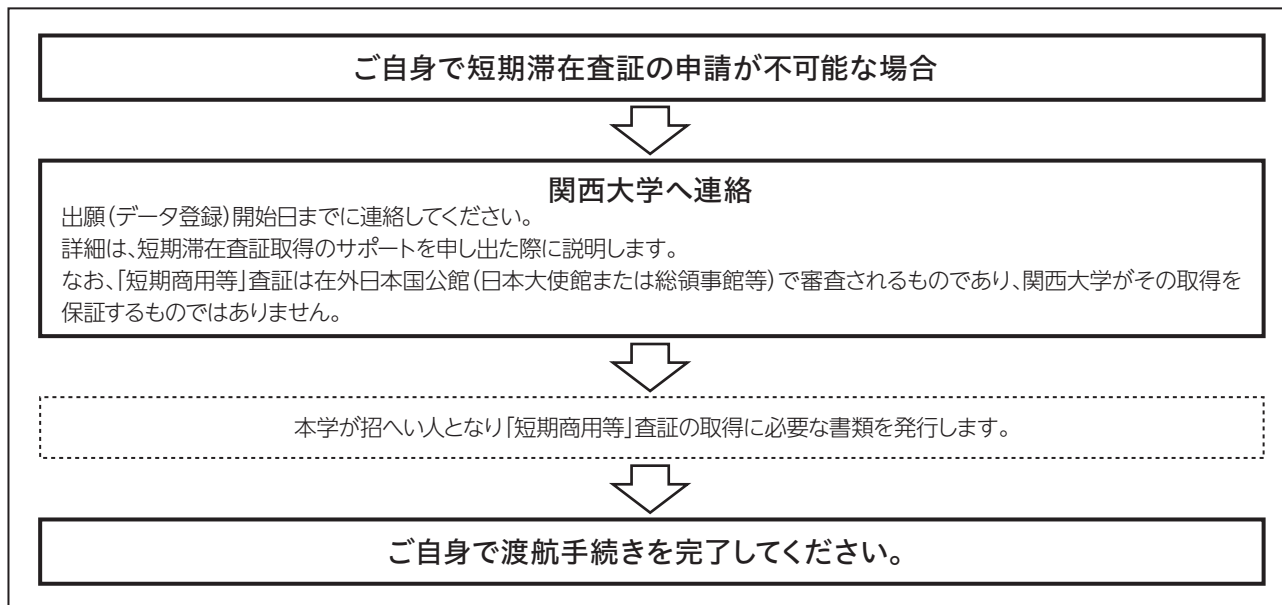 ご自身で短期滞在査証の申請が不可能な場合
関西大学へ連絡
出願(データ登録)開始日までに連絡してください。
詳細は、短期滞在査証取得のサポートを申し出た際に説明します。
なお、「短期商用等」査証は在外日本国公館(日本大使館または総領事館等)で審査されるものであり、関西大学がその取得を
保証するものではありません。
本学が招へい人となり「短期商用等」査証の取得に必要な書類を発行します。
ご自身で渡航手続きを完了してください。